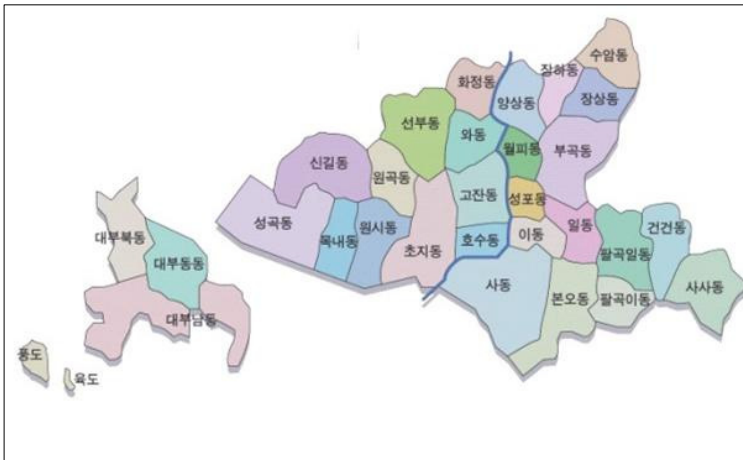 수암동
장하동
화정동
양상동
장상동
선부동
와동
월피동
부곡동
신길동
원곡동
고잔동
성포동
성곡동
목내동
원시동
초지동
호수동
이동
일동
팔곡일동
건건동
대부북동
대부동동
사동
본오동
팔곡이동
사사동
대부남동
풍도
육도